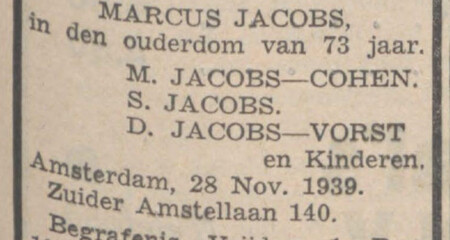 MARCUS JACOBS,
in den ouderdom van 73 jaar.
M. JACOBS—COHEN.
S. JACOBS.
D. JACOBS—VORST
en Kinderen.
Amsterdam, 28 Nov. 1939.
Zuider Amstellaan 140.
Begrafenis